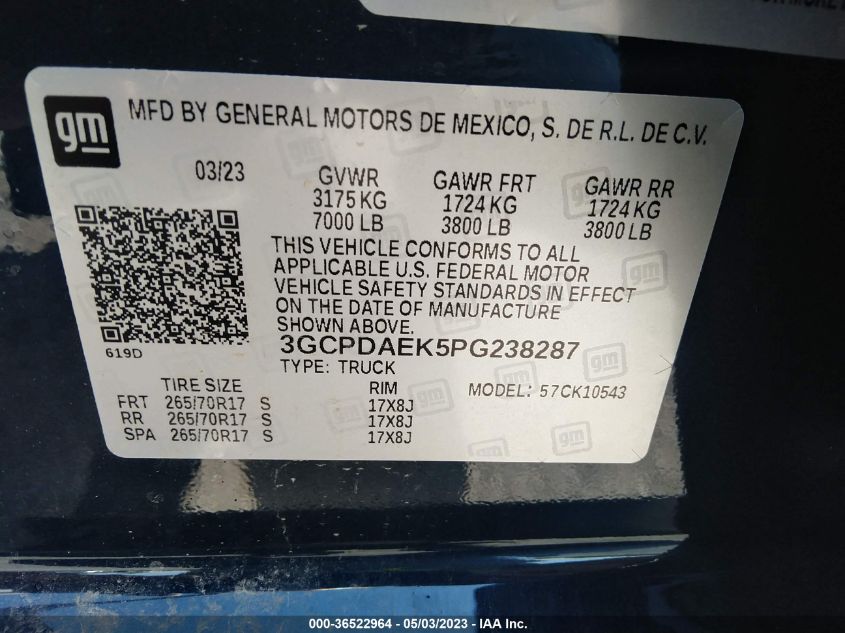 gm
MFD BY GENERAL MOTORS DE MEXICO, S. DE R.L. DE C.V.
03/23
GVWR
3175 KG
7000 LB
GAWR FRT
1724 KG
3800 LB
GAWR RR
1724 KG
3800 LB
THIS VEHICLE CONFORMS TO ALL
APPLICABLE U.S. FEDERAL MOTOR
VEHICLE SAFETY STANDARDS IN EFFECT
ON THE DATE OF MANUFACTURE
SHOWN ABOVE.
619D
3GCPDAEK5PG238287
TYPE: TRUCK
MODEL: 57CK10543
TIRE SIZE RIM
FRT 265/70R17 S 17X8J
RR 265/70R17 S 17X8J
SPA 265/70R17 S 17X8J
000-36522964 - 05/03/2023 - IAA Inc.